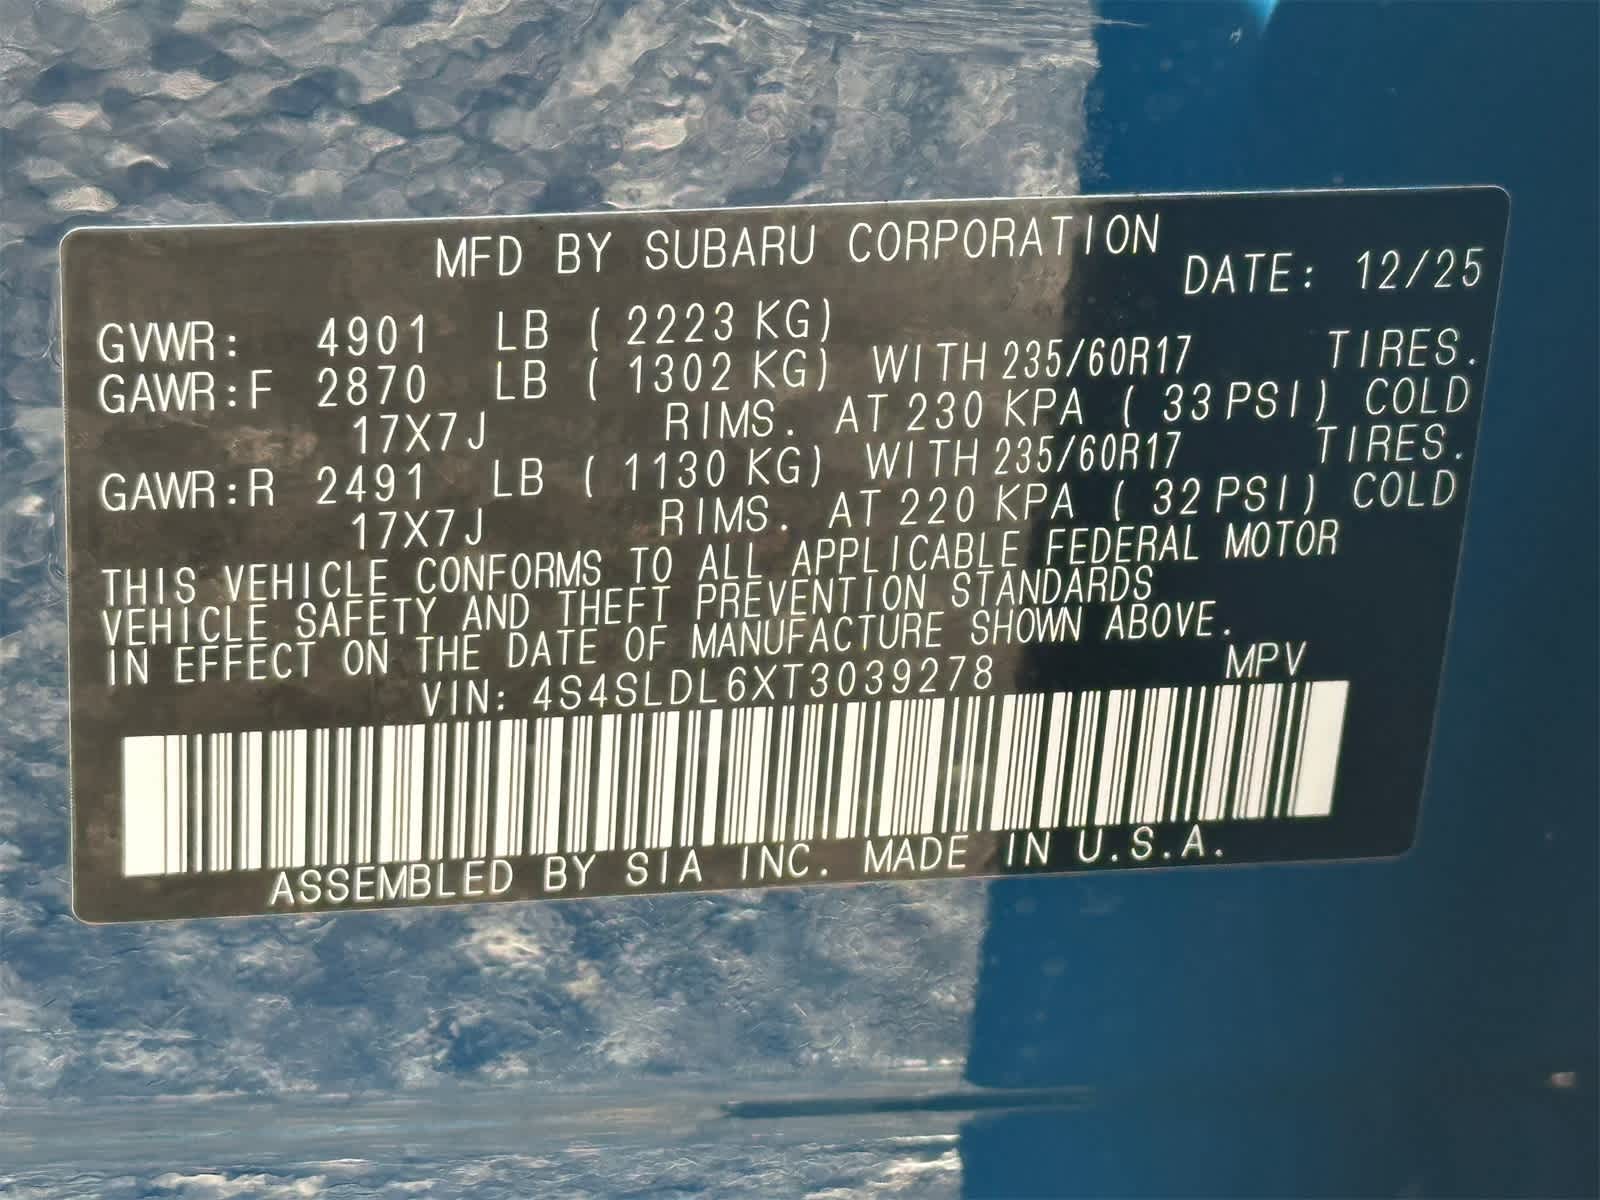 MFD BY SUBARU CORPORATION
DATE: 12/25
GVWR: 4901 LB ( 2223 KG)
GAWR:F 2870 LB ( 1302 KG) WITH 235/60R17 TIRES.
17X7J RIMS. AT 230 KPA ( 33 PSI) COLD
GAWR:R 2491 LB ( 1130 KG) WITH 235/60R17 TIRES.
17X7J RIMS. AT 220 KPA ( 32 PSI) COLD
THIS VEHICLE CONFORMS TO ALL APPLICABLE FEDERAL MOTOR
VEHICLE SAFETY AND THEFT PREVENTION STANDARDS
IN EFFECT ON THE DATE OF MANUFACTURE SHOWN ABOVE.
VIN: 4S4SLDL6XT3039278 MPV
ASSEMBLED BY SIA INC. MADE IN U.S.A.